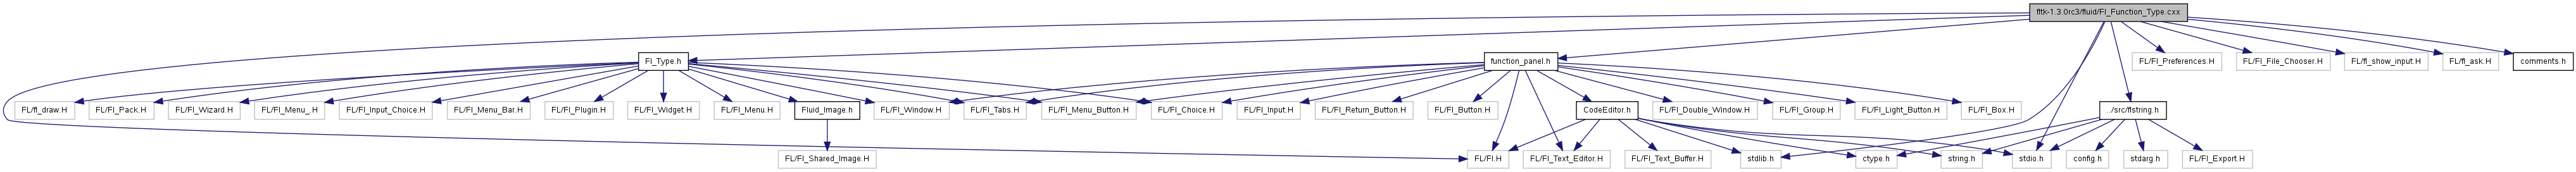 fltk-1.3.0rc3/fluid/Fl_Function_Type.cxx
Fl_Type.h
function_panel.h
FL/Fl_Preferences.H
FL/Fl_File_Chooser.H
FL/fl_show_input.H
FL/fl_ask.H
comments.h
FL/fl_draw.H
FL/Fl_Pack.H
FL/Fl_Wizard.H
FL/Fl_Menu_.H
FL/Fl_Input_Choice.H
FL/Fl_Menu_Bar.H
FL/Fl_Plugin.H
FL/Fl_Widget.H
FL/Fl_Menu.H
Fluid_Image.h
FL/Fl_Window.H
FL/Fl_Tabs.H
FL/Fl_Menu_Button.H
FL/Fl_Choice.H
FL/Fl_Input.H
FL/Fl_Return_Button.H
FL/Fl_Button.H
CodeEditor.h
FL/Fl_Double_Window.H
FL/Fl_Group.H
FL/Fl_Light_Button.H
FL/Fl_Box.H
../src/flstring.h
FL/Fl_Shared_Image.H
FL/Fl.H
FL/Fl_Text_Editor.H
FL/Fl_Text_Buffer.H
stdlib.h
ctype.h
string.h
stdio.h
config.h
stdarg.h
FL/Fl_Export.H